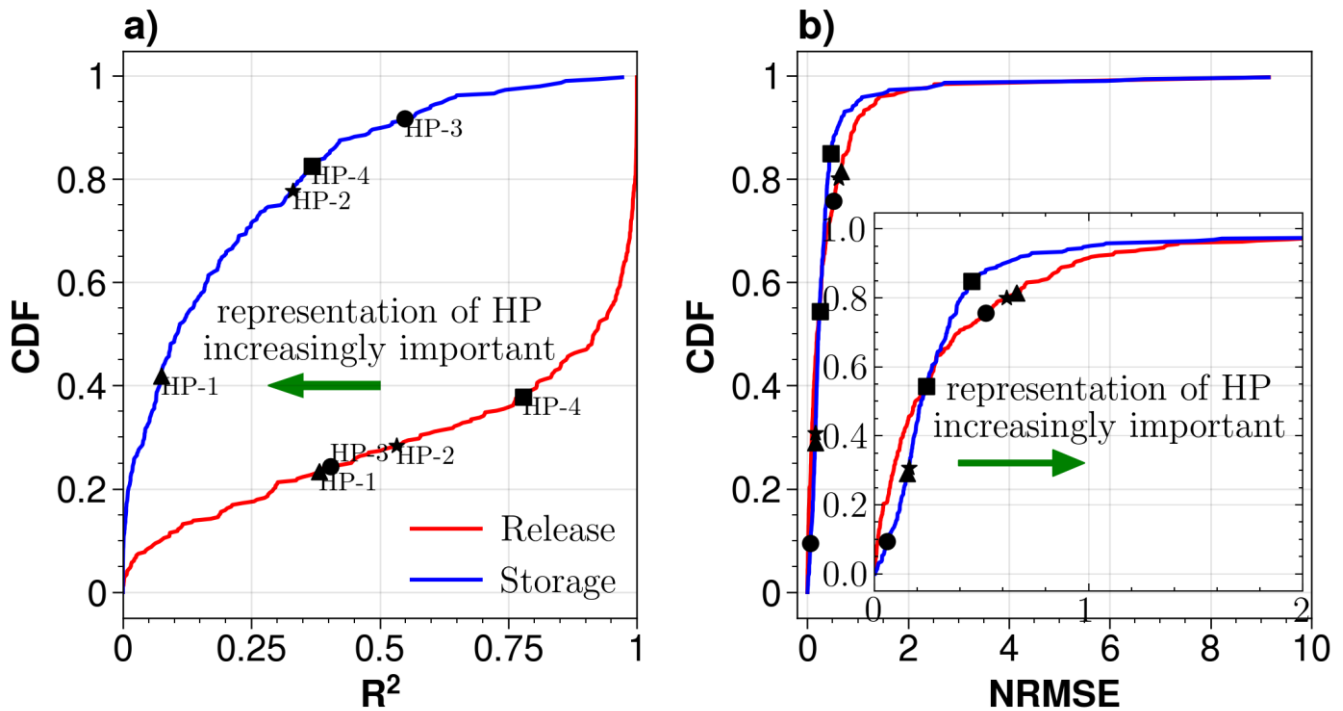 a)
1
0.8
0.6
0.4
0.2
0
CDF
HP-3
HP-4
HP-2
representation of HP
increasingly important
HP-1
HP-4
HP-3
HP-2
HP-1
Release
Storage
0
0.25
0.5
0.75
1
R²
b)
1
0.8
0.6
0.4
0.2
0
CDF
1.0
0.8
0.6
0.4
0.2
0.0
representation of HP
increasingly important
0
1
2
0
2
4
6
8
10
NRMSE